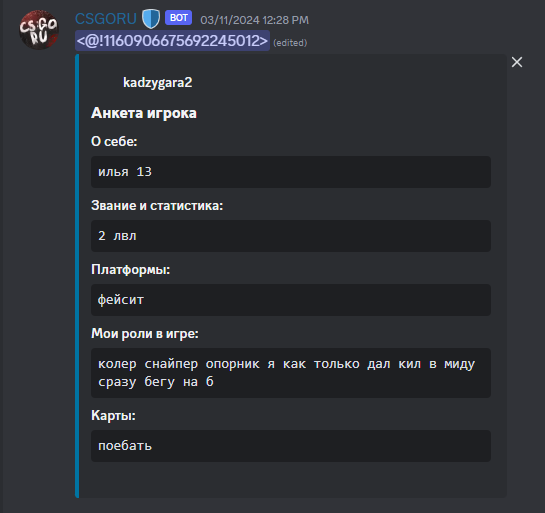 CS:GO
RU
CSGORU BOT 03/11/2024 12:28 PM
<@!1160906675692245012> (edited)
kadzygara2
Анкета игрока
О себе:
илья 13
Звание и статистика:
2 лвл
Платформы:
фейсит
Мои роли в игре:
колер снайпер опорник я как только дал кил в миду
сразу бегу на б
Карты:
поебать